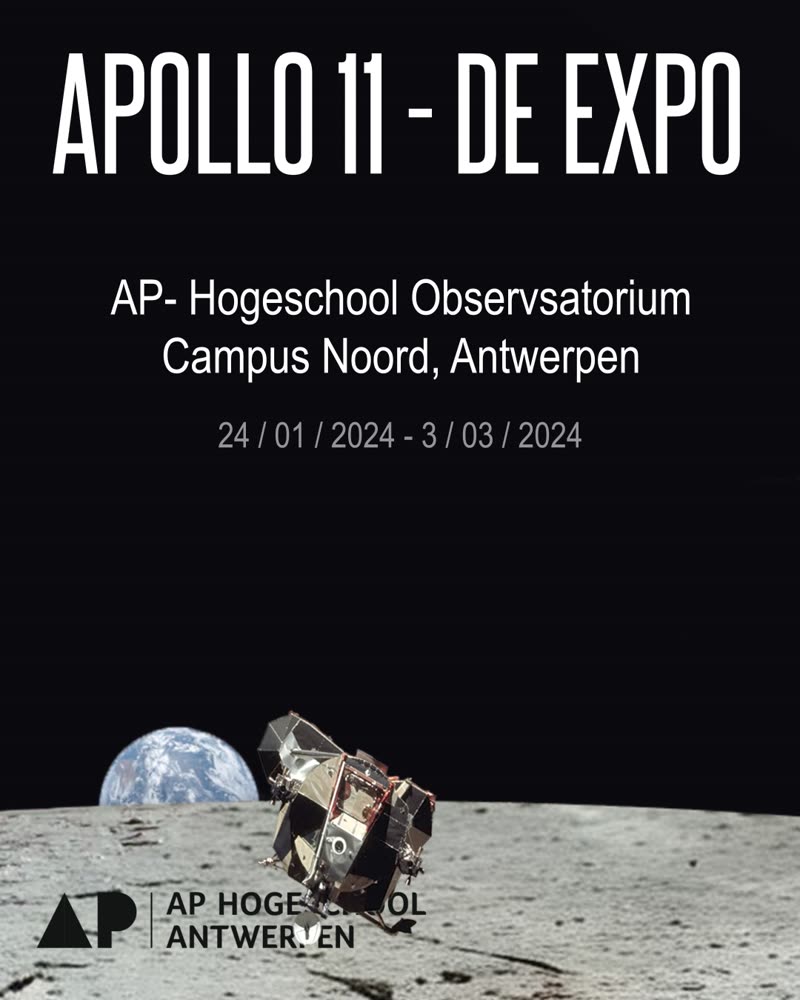 APOLLO 11 - DE EXPO
AP- Hogeschool Observsatorium
Campus Noord, Antwerpen
24 / 01 / 2024 - 3 / 03 / 2024
AP
AP HOGESCHOOL
ANTWERPEN